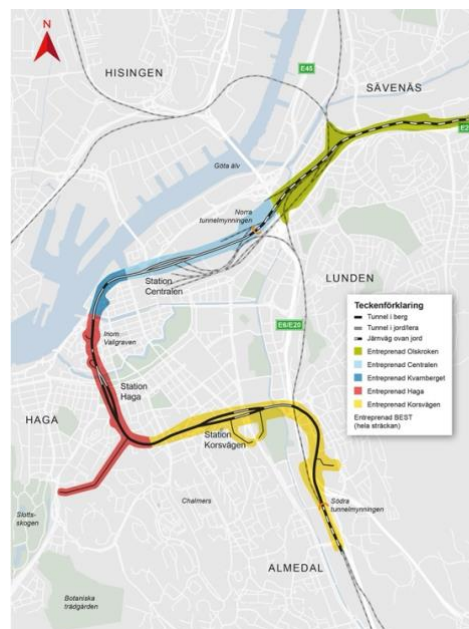 N
HISINGEN
E45
SÄVENÄS
Göta älv
Norra
tunnelmynningen
LUNDEN
Station
Centralen
E6/E20
Inom
Vallgraven
Station
Haga
HAGA
Station
Korsvägen
Chalmers
Slotts-
skogen
Södra
tunnelmynningen
ALMEDAL
Botaniska
trädgården
Teckenförklaring
Tunnel i berg
Tunnel i jord/lera
Järnväg ovan jord
Entreprenad Olskroken
Entreprenad Centralen
Entreprenad Kvarnberget
Entreprenad Haga
Entreprenad Korsvägen
Entreprenad BEST
(hela sträckan)